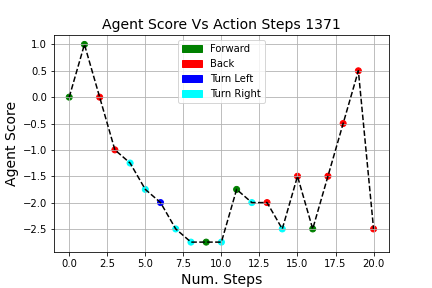 Agent Score Vs Action Steps 1371
1.0
0.5
0.0
−0.5
−1.0
−1.5
−2.0
−2.5
Agent Score
Forward
Back
Turn Left
Turn Right
0.0 2.5 5.0 7.5 10.0 12.5 15.0 17.5 20.0
Num. Steps